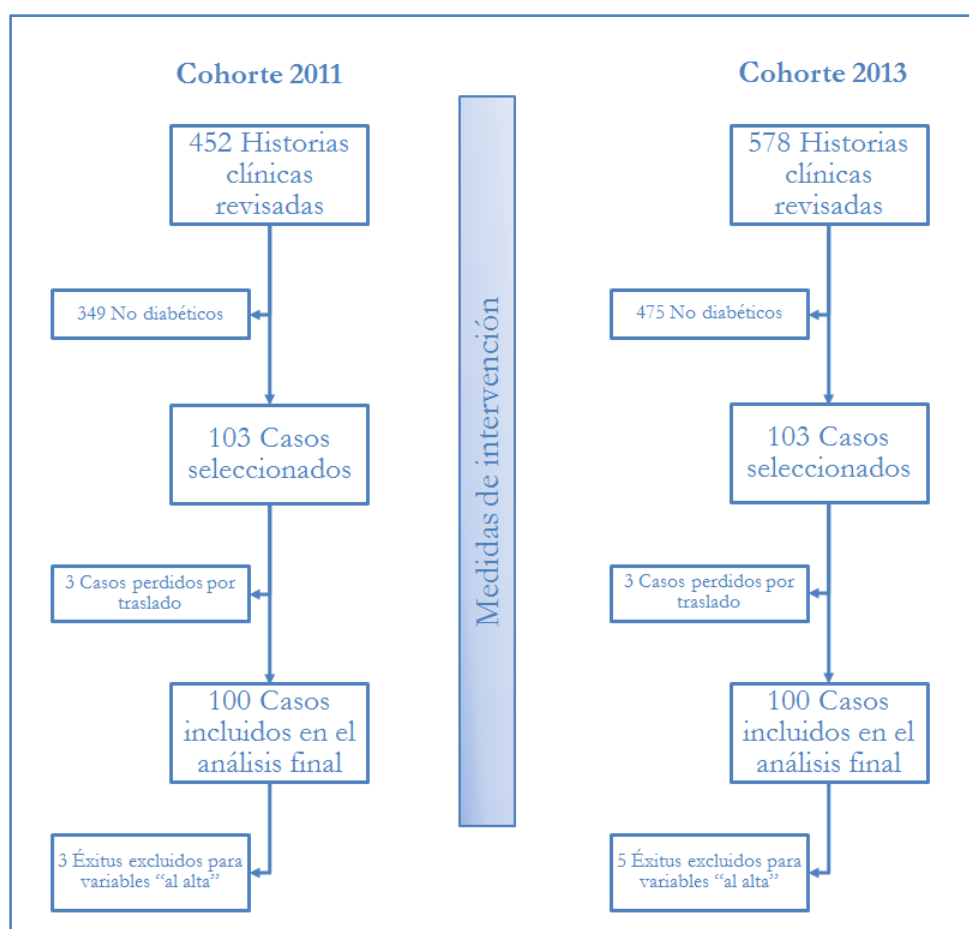 Cohorte 2011
452 Historias
clínicas
revisadas
349 No diabéticos
103 Casos
seleccionados
3 Casos perdidos por
traslado
100 Casos
incluidos en el
análisis final
3 Éxitus excluidos para
variables “al alta”
Medidas de intervención
Cohorte 2013
578 Historias
clínicas
revisadas
475 No diabéticos
103 Casos
seleccionados
3 Casos perdidos por
traslado
100 Casos
incluidos en el
análisis final
5 Éxitus excluidos para
variables “al alta”